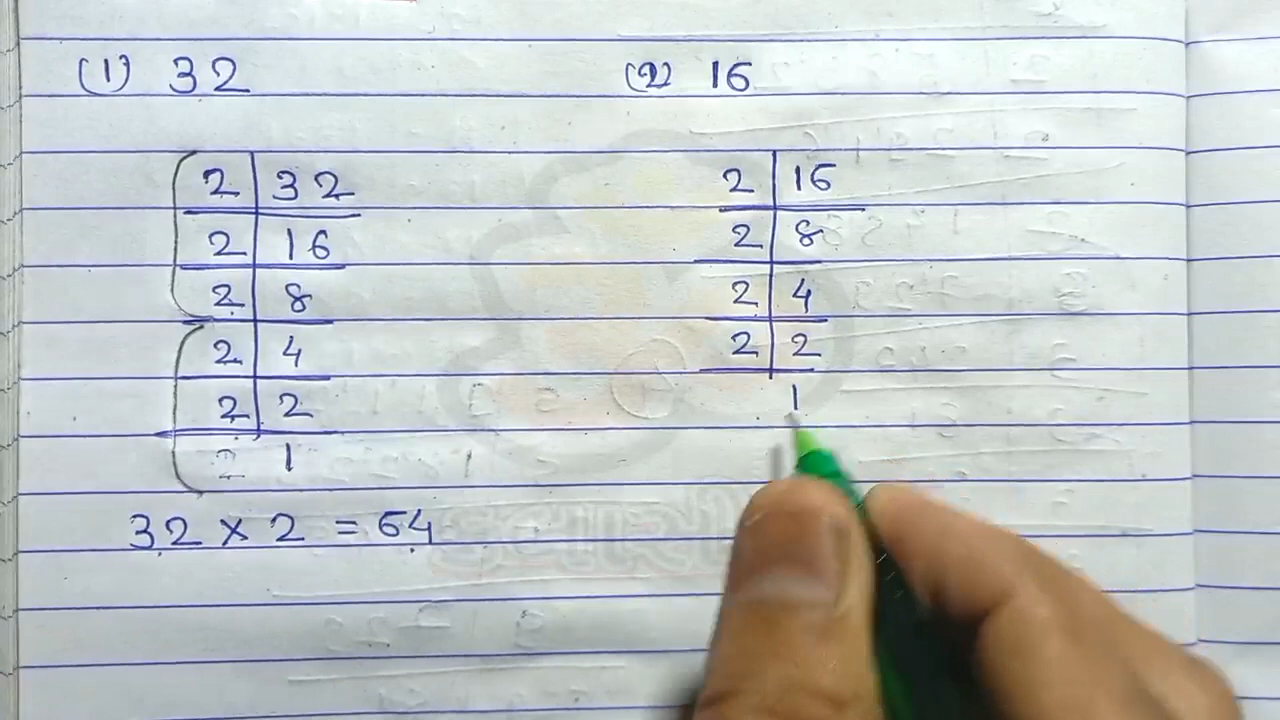 (1) 32
2 | 32
2 | 16
2 | 8
2 | 4
2 | 2
2 | 1
32 × 2 = 64
(2) 16
2 | 16
2 | 8
2 | 4
2 | 2
1